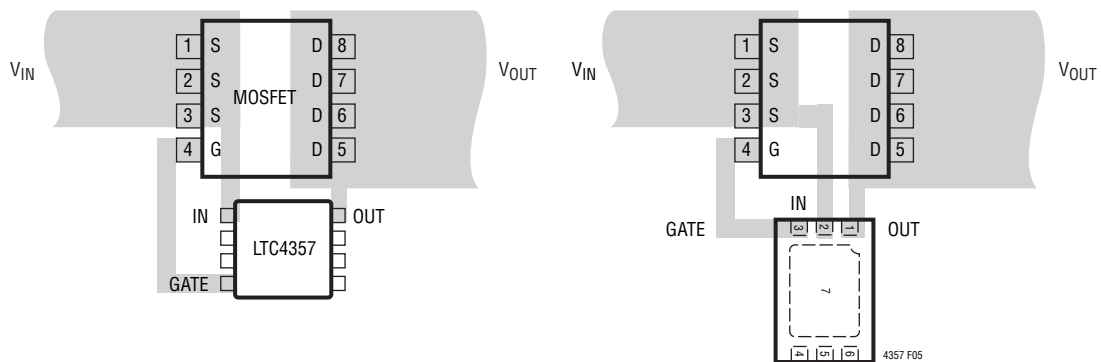 1 S D 8
V_IN 2 S D 7 V_OUT
MOSFET
3 S D 6
4 G D 5
IN OUT
LTC4357
GATE
1 S D 8
V_IN 2 S D 7 V_OUT
3 S D 6
4 G D 5
IN
GATE 3 2 1 OUT
7
4 5 6
4357 F05